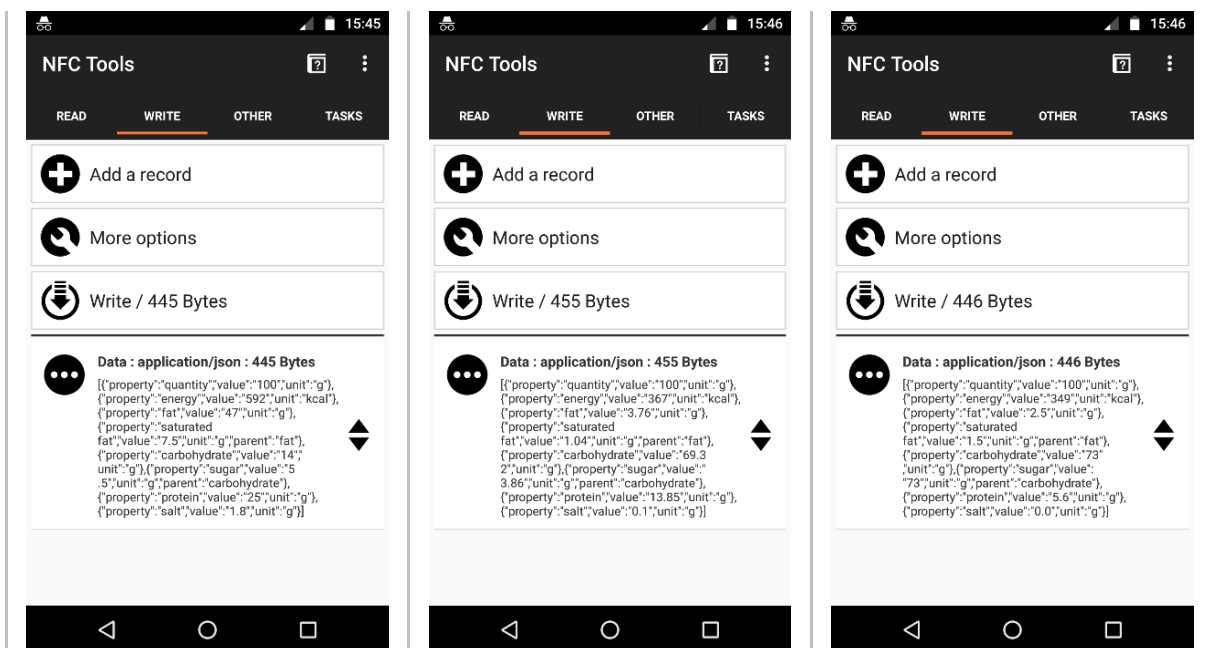 15:45
NFC Tools
READ WRITE OTHER TASKS
Add a record
More options
Write / 445 Bytes
Data : application/json : 445 Bytes
[{"property":"quantity","value":"100","unit":"g"},
{"property":"energy","value":"592","unit":"kcal"},
{"property":"fat","value":"47","unit":"g"},
{"property":"saturated
fat","value":"7.5","unit":"g","parent":"fat"},
{"property":"carbohydrate","value":"14","
unit":"g"},{"property":"sugar","value":"5
.5","unit":"g","parent":"carbohydrate"},
{"property":"protein","value":"25","unit":"g"},
{"property":"salt","value":"1.8","unit":"g"}]
15:46
NFC Tools
READ WRITE OTHER TASKS
Add a record
More options
Write / 455 Bytes
Data : application/json : 455 Bytes
[{"property":"quantity","value":"100","unit":"g"},
{"property":"energy","value":"367","unit":"kcal"},
{"property":"fat","value":"3.76","unit":"g"},
{"property":"saturated
fat","value":"1.04","unit":"g","parent":"fat"},
{"property":"carbohydrate","value":"69.3
2","unit":"g"},{"property":"sugar","value":"
3.86","unit":"g","parent":"carbohydrate"},
{"property":"protein","value":"13.85","unit":"g"},
{"property":"salt","value":"0.1","unit":"g"}]
15:46
NFC Tools
READ WRITE OTHER TASKS
Add a record
More options
Write / 446 Bytes
Data : application/json : 446 Bytes
[{"property":"quantity","value":"100","unit":"g"},
{"property":"energy","value":"349","unit":"kcal"},
{"property":"fat","value":"2.5","unit":"g"},
{"property":"saturated
fat","value":"1.5","unit":"g","parent":"fat"},
{"property":"carbohydrate","value":"73"
,"unit":"g"},{"property":"sugar","value":
"73","unit":"g","parent":"carbohydrate"},
{"property":"protein","value":"5.6","unit":"g"},
{"property":"salt","value":"0.0","unit":"g"}]